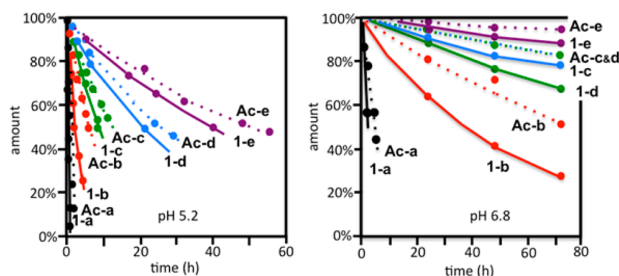 100%
80%
60%
40%
20%
0%
amount
0
20
40
60
time (h)
pH 5.2
Ac-e
1-e
Ac-d
1-d
Ac-c
1-c
Ac-b
1-b
Ac-a
1-a
100%
80%
60%
40%
20%
0%
amount
0
20
40
60
80
time (h)
pH 6.8
Ac-e
1-e
Ac-c&d
1-c
1-d
Ac-b
1-b
Ac-a
1-a